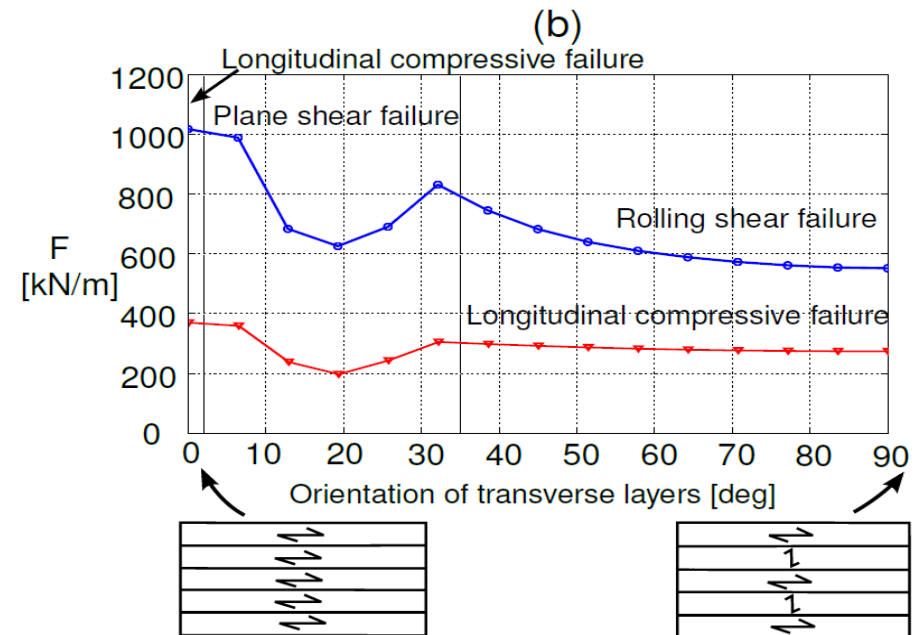 (b)
Longitudinal compressive failure
1200
Plane shear failure
1000
800
Rolling shear failure
F
[kN/m]
600
400
Longitudinal compressive failure
200
0
0 10 20 30 40 50 60 70 80 90
Orientation of transverse layers [deg]